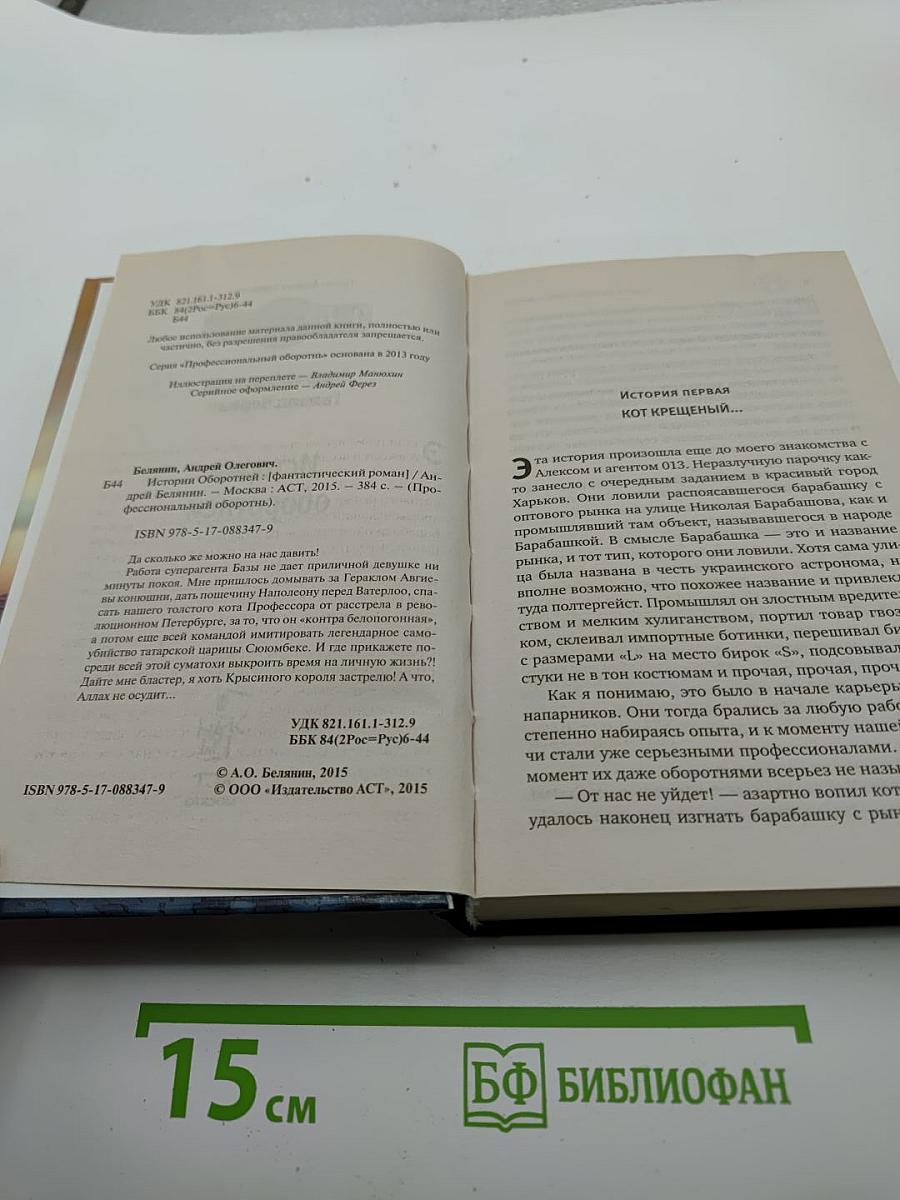 УДК 821.161.1-312.9
ББК 84(2Рос=Рус)6-44
Б44
Любое использование материала данной книги, полностью или
частично, без разрешения правообладателя запрещается.
Серия «Профессиональный оборотнь» основана в 2013 году
Иллюстрация на переплете — Владимир Манюхин
Серийное оформление — Андрей Ферез
Белянин, Андрей Олегович.
Б44 Истории Оборотней : [фантастический роман] / Ан-
дрей Белянин. – Москва : АСТ, 2015. – 384 с. – (Про-
фессиональный оборотнь).
ISBN 978-5-17-088347-9
Да сколько же можно на нас давить!
Работа суперагента Базы не дает приличной девушке ни
минуты покоя. Мне пришлось домывать за Гераклом Авгие-
вы конюшни, дать пощечину Наполеону перед Ватерлоо, спа-
сать нашего толстого кота Профессора от расстрела в рево-
люционном Петербурге, за то, что он «контра белопогонная»,
а потом еще всей командой имитировать легендарное само-
убийство татарской царицы Сююмбеке. И где прикажете по-
среди всей этой суматохи выкроить время на личную жизнь?!
Дайте мне бластер, я хоть Крысиного короля застрелю! А что,
Аллах не осудит...
УДК 821.161.1-312.9
ББК 84(2Рос=Рус)6-44
© А.О. Белянин, 2015
ISBN 978-5-17-088347-9 © ООО «Издательство АСТ», 2015
История первая
КОТ КРЕЩЕНЫЙ...
Эта история произошла еще до моего знакомства с
Алексом и агентом 013. Неразлучную парочку как-
то занесло с очередным заданием в красивый город
Харьков. Они ловили распоясавшегося барабашку с
оптового рынка на улице Николая Барабашова, как и
промышлявший там объект, называвшегося в народе
Барабашкой. В смысле Барабашка — это и название
рынка, и тот тип, которого они ловили. Хотя сама ули-
ца была названа в честь украинского астронома, н
вполне возможно, что похожее название и привлекл
туда полтергейст. Промышлял он злостным вредител
ством и мелким хулиганством, портил товар гвоз
ком, склеивал импортные ботинки, перешивал би
с размерами «L» на место бирок «S», подсовывал
стуки не в тон костюмам и прочая, прочая, проч
Как я понимаю, это было в начале карьеры
напарников. Они тогда брались за любую рабо
степенно набираясь опыта, и к моменту нашей
чи стали уже серьезными профессионалами.
момент их даже оборотнями всерьез не назы
— От нас не уйдет! — азартно вопил кот
удалось наконец изгнать барабашку с рын
15 см
БФ БИБЛИОФАН